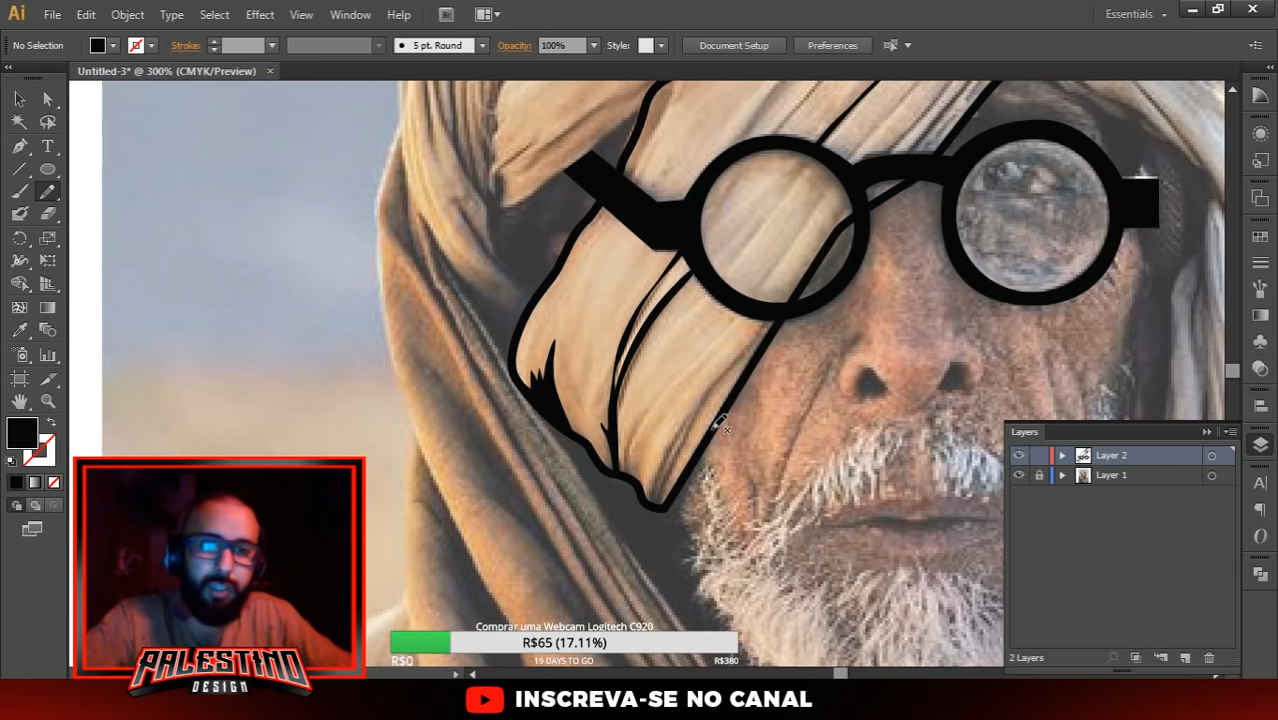 Ai File Edit Object Type Select Effect View Window Help Br Essentials
No Selection Stroke: 5 pt. Round Opacity: 100% Style: Document Setup Preferences
Untitled-3* @ 300% (CMYK/Preview) ×
Layers
Layer 2
Layer 1
2 Layers
Comprar uma Webcam Logitech C920
R$65 (17.11%)
R$0 19 DAYS TO GO R$380
PALESTINO
DESIGN
INSCREVA-SE NO CANAL